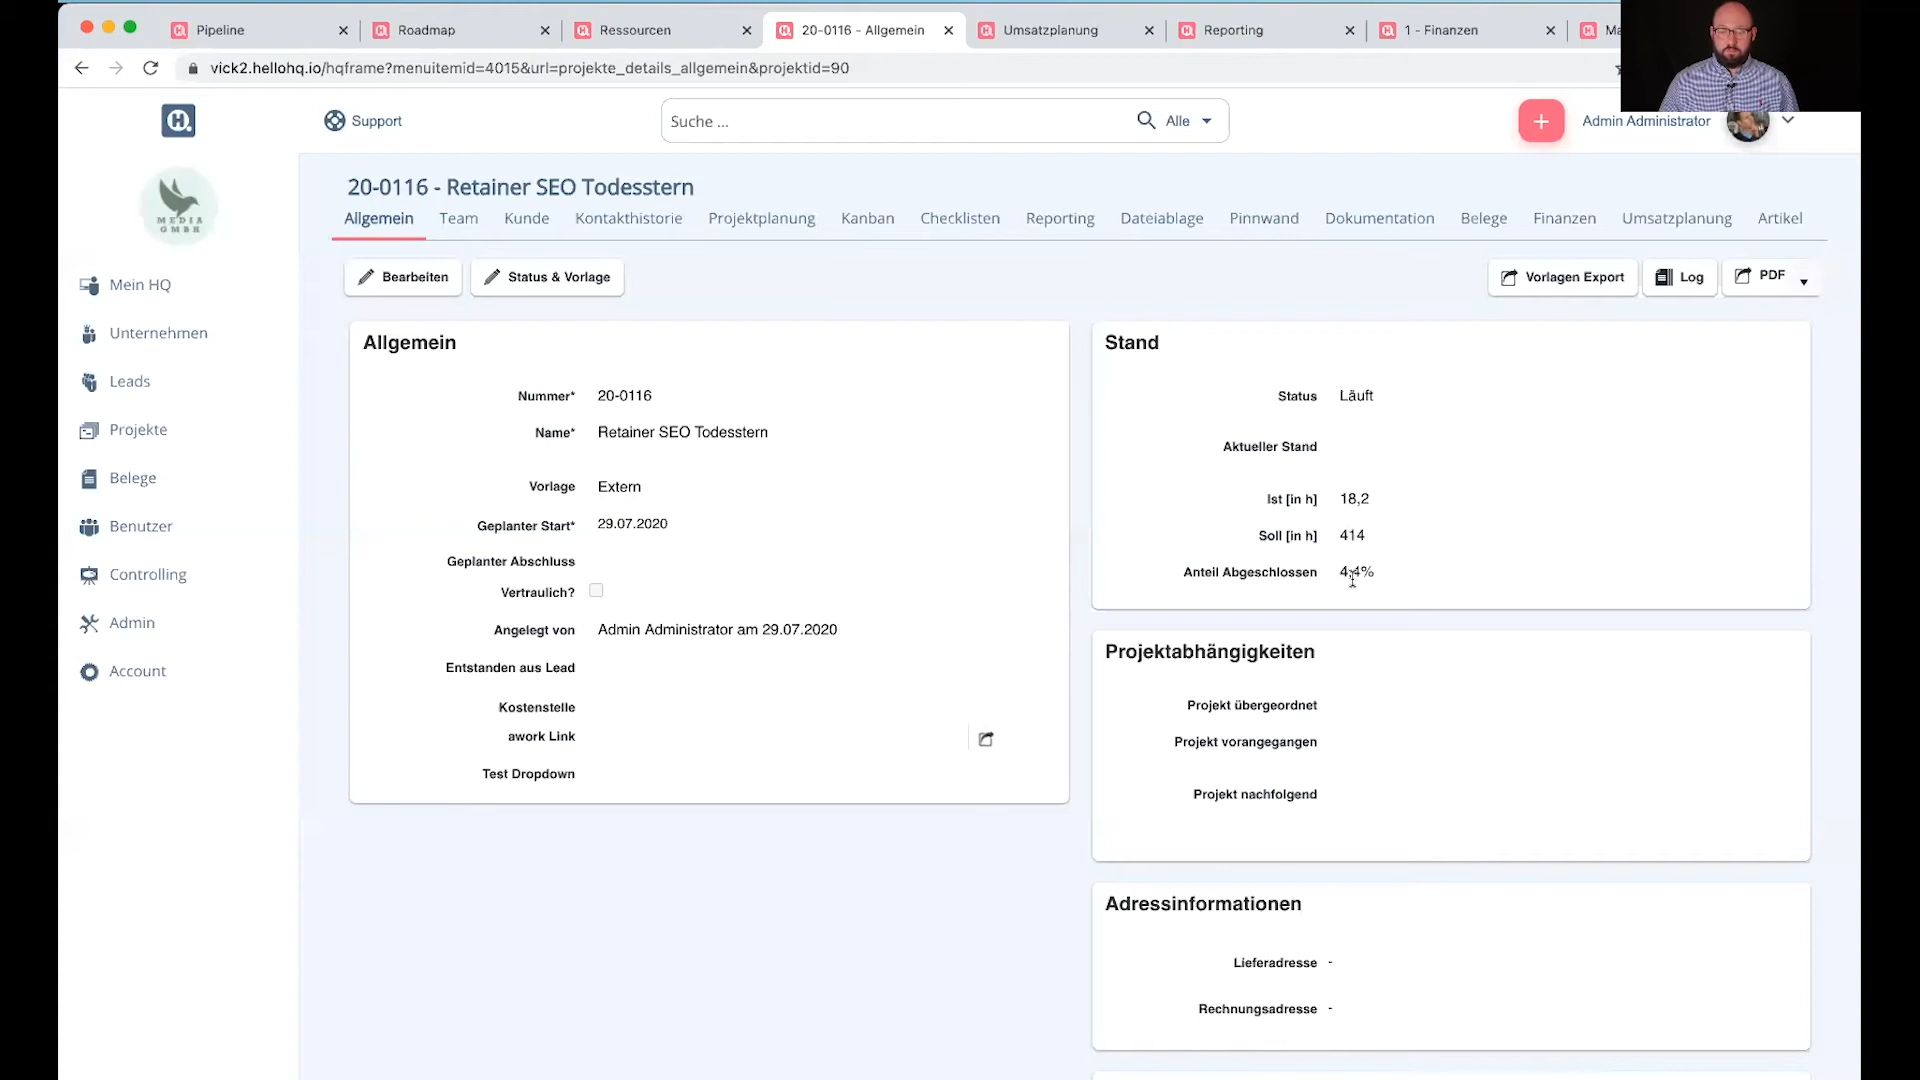 Pipeline
Roadmap
Ressourcen
20-0116 - Allgemein
Umsatzplanung
Reporting
1 - Finanzen
vick2.hellohq.io/hqframe?menuitemid=4015&url=projekte_details_allgemein&projektid=90
Support
Suche ...
Alle
Admin Administrator
MEDIA
GMBH
Mein HQ
Unternehmen
Leads
Projekte
Belege
Benutzer
Controlling
Admin
Account
20-0116 - Retainer SEO Todesstern
Allgemein Team Kunde Kontakthistorie Projektplanung Kanban Checklisten Reporting Dateiablage Pinnwand Dokumentation Belege Finanzen Umsatzplanung Artikel
Bearbeiten
Status & Vorlage
Vorlagen Export
Log
PDF
Allgemein
Nummer* 20-0116
Name* Retainer SEO Todesstern
Vorlage Extern
Geplanter Start* 29.07.2020
Geplanter Abschluss
Vertraulich?
Angelegt von Admin Administrator am 29.07.2020
Entstanden aus Lead
Kostenstelle
awork Link
Test Dropdown
Stand
Status Läuft
Aktueller Stand
Ist [in h] 18,2
Soll [in h] 414
Anteil Abgeschlossen 4,4%
Projektabhängigkeiten
Projekt übergeordnet
Projekt vorangegangen
Projekt nachfolgend
Adressinformationen
Lieferadresse -
Rechnungsadresse -